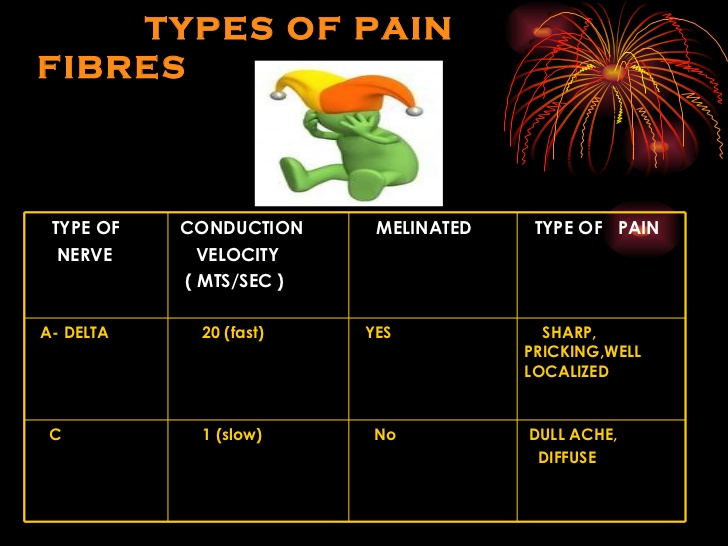 TYPES OF PAIN
FIBRES
TYPE OF
NERVE
CONDUCTION
VELOCITY
( MTS/SEC )
MELINATED
TYPE OF PAIN
A- DELTA
20 (fast)
YES
SHARP,
PRICKING,WELL
LOCALIZED
C
1 (slow)
No
DULL ACHE,
DIFFUSE